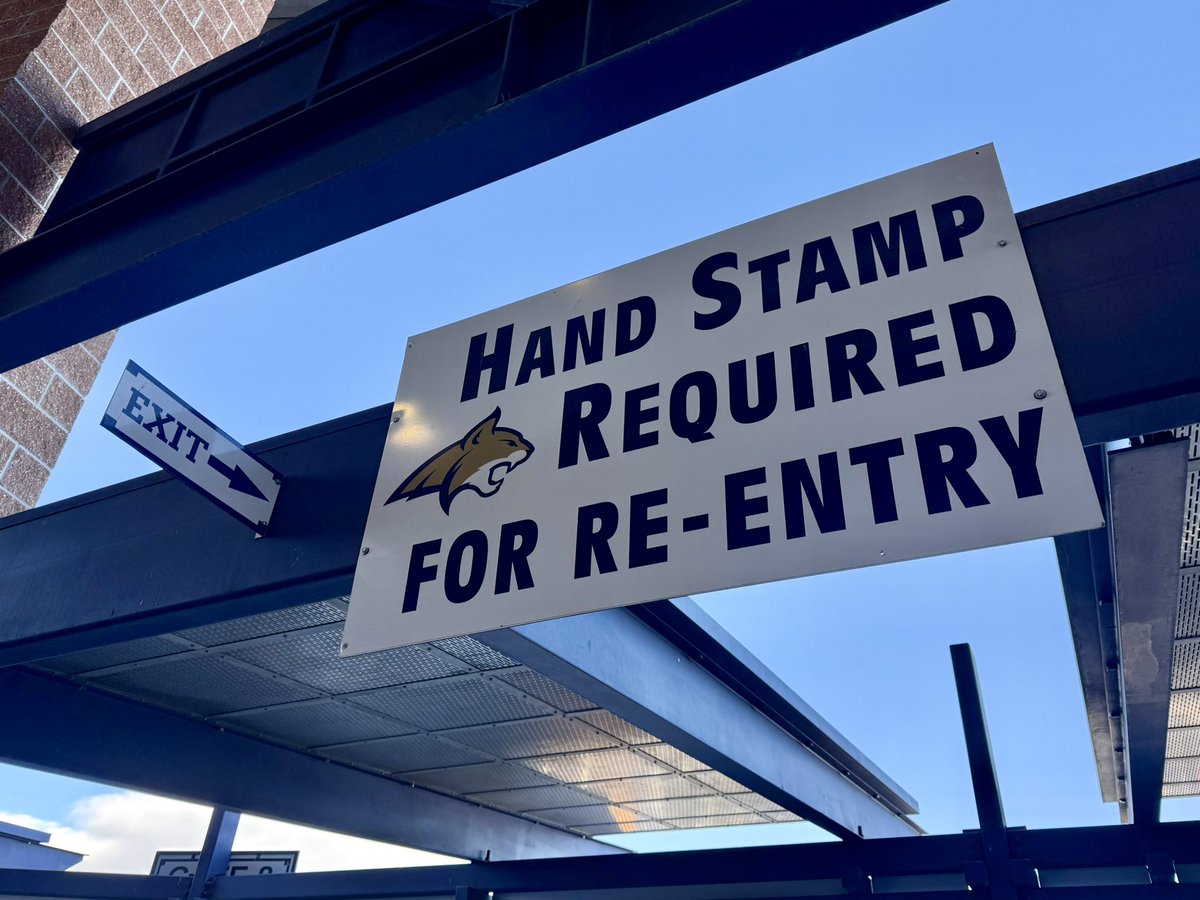 HAND STAMP
REQUIRED
FOR RE-ENTRY
EXIT